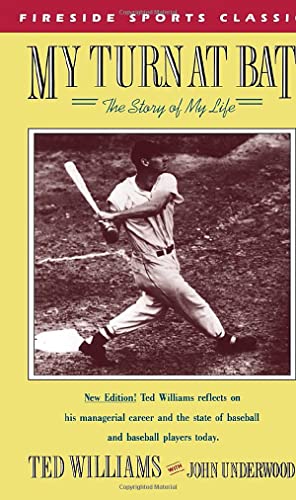 FIRESIDE SPORTS CLASSIC
MY TURN AT BAT
The Story of My Life
New Edition! Ted Williams reflects on
his managerial career and the state of baseball
and baseball players today.
TED WILLIAMS WITH JOHN UNDERWOOD